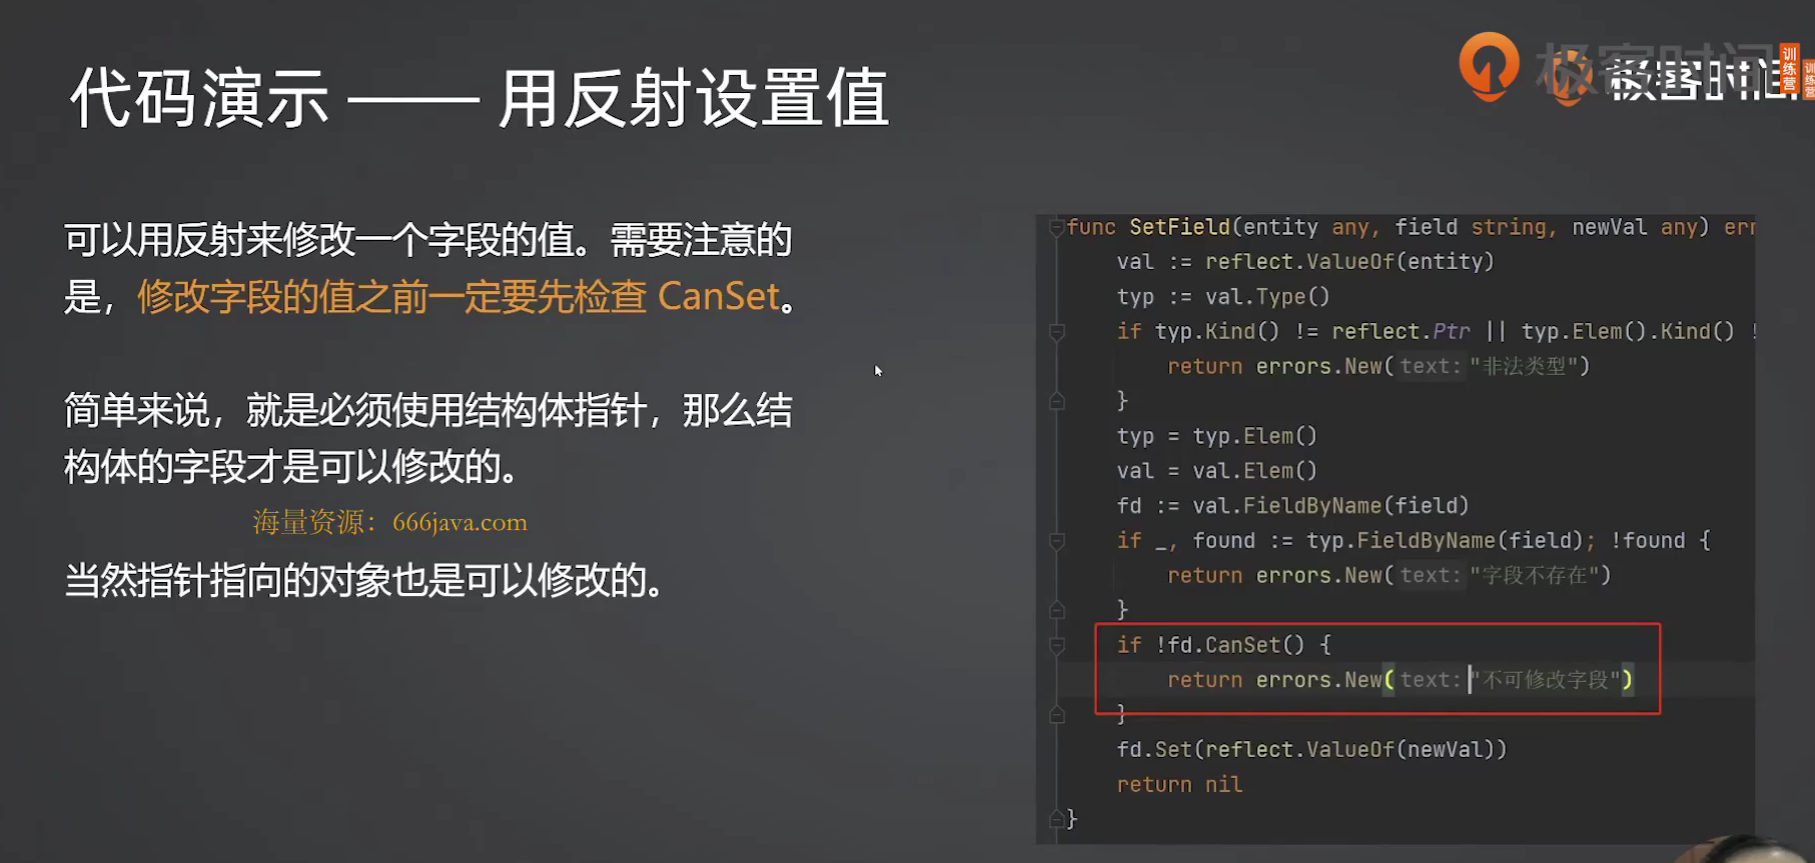 代码演示 —— 用反射设置值
极客时间
极客时间
训练营
训练营
可以用反射来修改一个字段的值。需要注意的
是，修改字段的值之前一定要先检查 CanSet。
简单来说，就是必须使用结构体指针，那么结
构体的字段才是可以修改的。
海量资源：666java.com
当然指针指向的对象也是可以修改的。
func SetField(entity any, field string, newVal any) err
val := reflect.ValueOf(entity)
typ := val.Type()
if typ.Kind() != reflect.Ptr || typ.Elem().Kind() !
return errors.New( text: "非法类型")
}
typ = typ.Elem()
val = val.Elem()
fd := val.FieldByName(field)
if _, found := typ.FieldByName(field); !found {
return errors.New( text: "字段不存在")
}
if !fd.CanSet() {
return errors.New( text: "不可修改字段")
}
fd.Set(reflect.ValueOf(newVal))
return nil
}